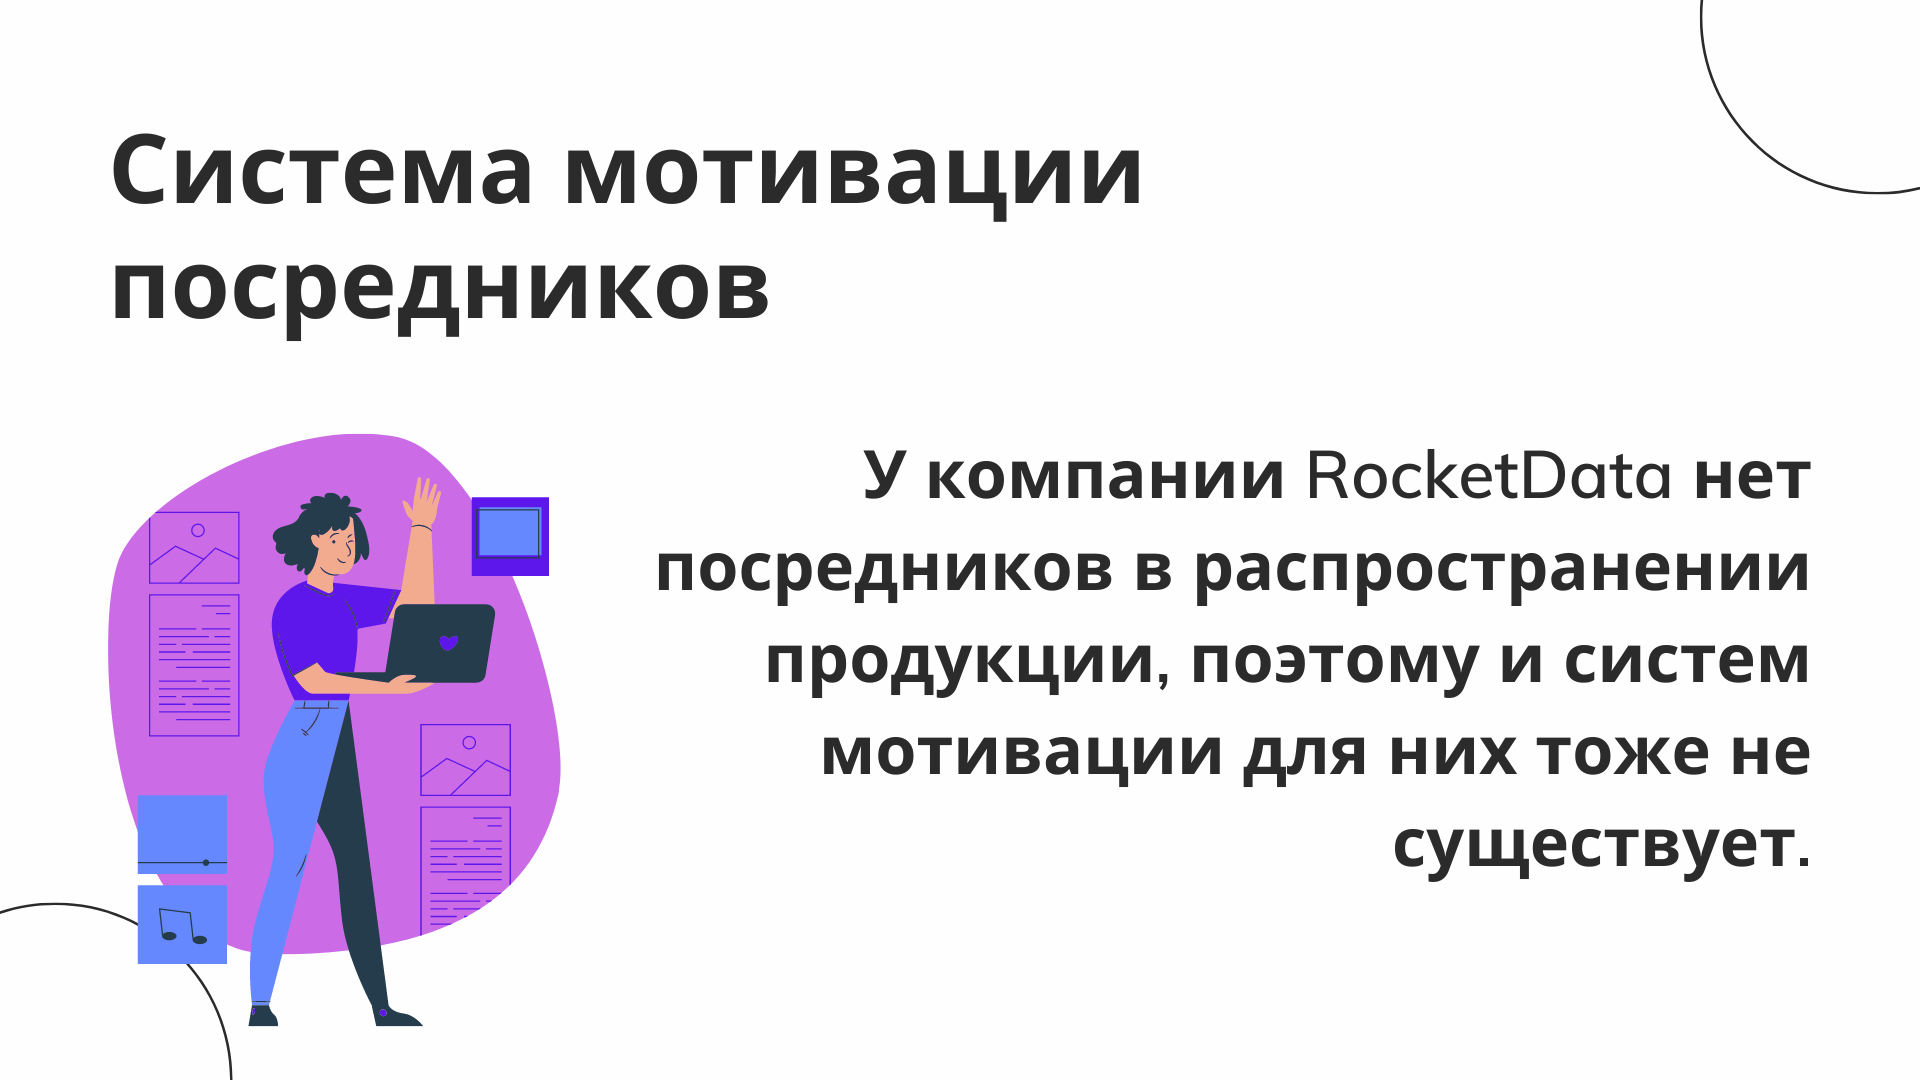 Система мотивации
посредников
У компании RocketData нет
посредников в распространении
продукции, поэтому и систем
мотивации для них тоже не
существует.